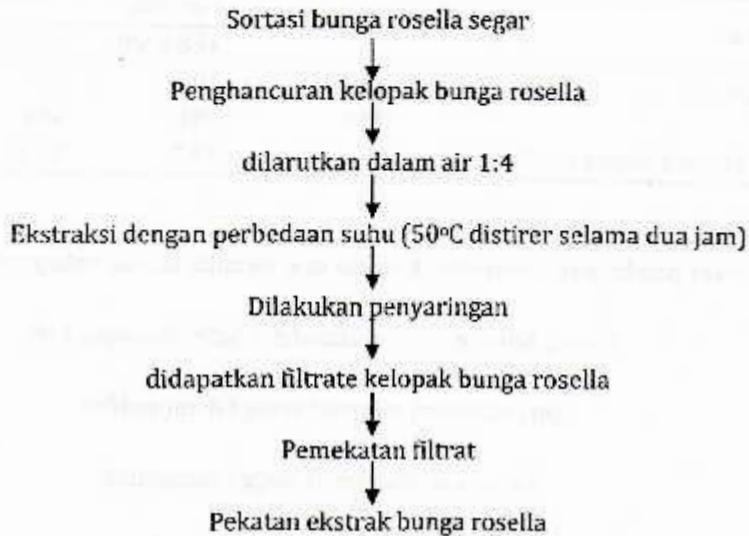 Sortasi bunga rosella segar
Penghancuran kelopak bunga rosella
dilarutkan dalam air 1:4
Ekstraksi dengan perbedaan suhu (50°C distirer selama dua jam)
Dilakukan penyaringan
didapatkan filtrate kelopak bunga rosella
Pemekatan filtrat
Pekatan ekstrak bunga rosella